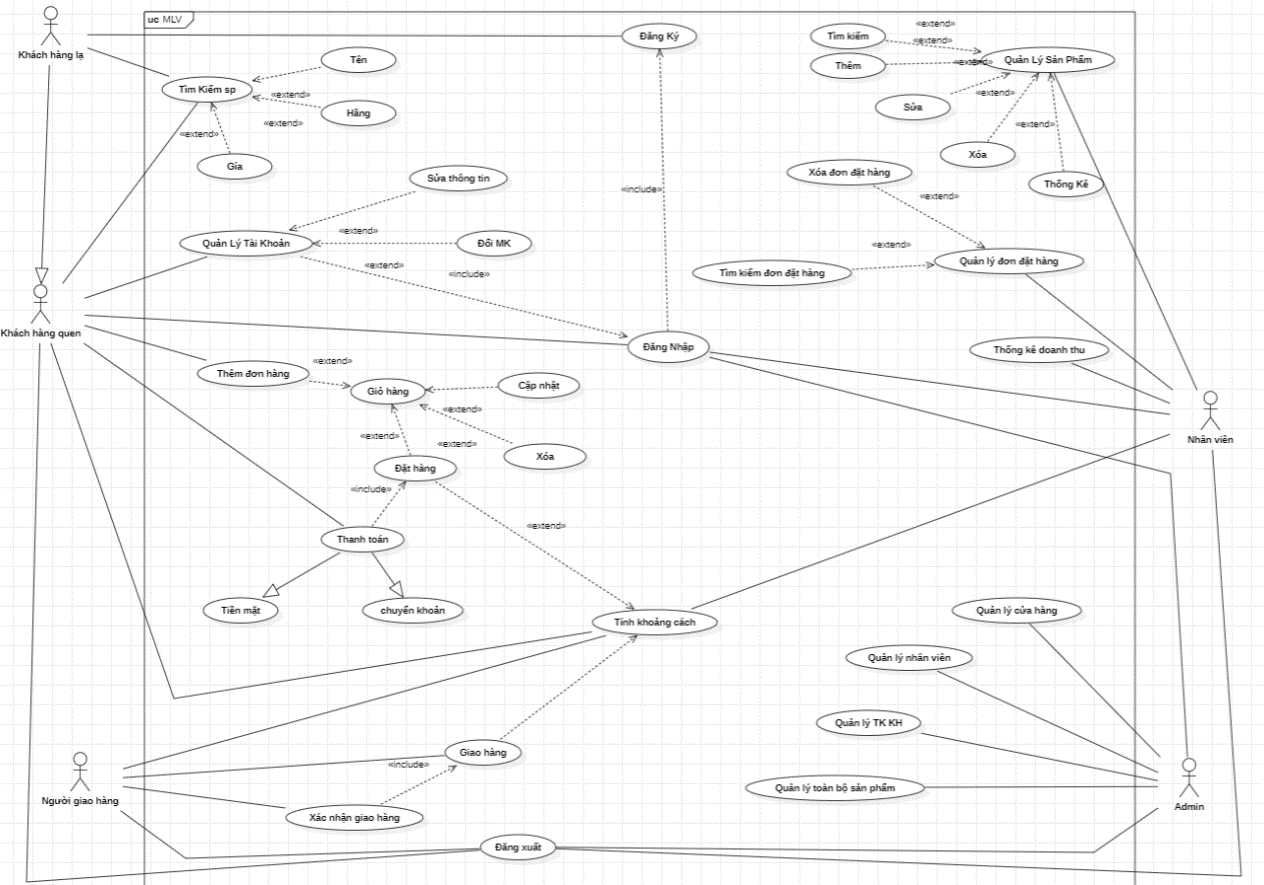 uc MLV
Khách hàng lạ
Đăng Ký
Tìm kiếm
«extend»
«extend»
Thêm
«extend»
Quản Lý Sản Phẩm
Tên
Tìm Kiếm sp
«extend»
Hãng
«extend»
«extend»
Gía
Sửa
«extend»
«extend»
Xóa
Thống Kê
Sửa thông tin
Xóa đơn đặt hàng
«extend»
«include»
Quản Lý Tài Khoản
«extend»
Đổi MK
«extend»
«include»
«extend»
Quản lý đơn đặt hàng
Tìm kiếm đơn đặt hàng
Khách hàng quen
Đăng Nhập
Thống kê doanh thu
Thêm đơn hàng
«extend»
Giỏ hàng
Cập nhật
«extend»
«extend»
«extend»
Xóa
Nhân viên
Đặt hàng
«include»
«extend»
Thanh toán
Tiền mặt
chuyển khoản
Tính khoảng cách
Quản lý cửa hàng
Quản lý nhân viên
Quản lý TK KH
Giao hàng
«include»
Người giao hàng
Xác nhận giao hàng
Quản lý toàn bộ sản phẩm
Admin
Đăng xuất